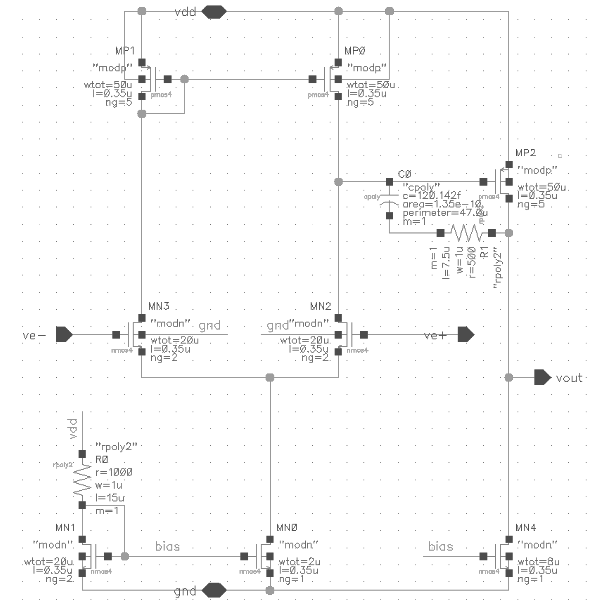 vdd
MP1
"modp"
wtot=50u
l=0.35u
ng=5
pmos4
MP0
"modp"
wtot=50u
l=0.35u
ng=5
pmos4
MP2
"modp"
wtot=50u
l=0.35u
ng=5
pmos4
C0
"cpoly"
c=120.142f
area=1.35e-10
perimeter=47.0u
m=1
cpoly
R1
"rpoly2"
r=500
w=1u
l=7.5u
m=1
MN3
"modn"
wtot=20u
l=0.35u
ng=2
nmos4
gnd
ve-
MN2
gnd
"modn"
wtot=20u
l=0.35u
ng=2
nmos4
ve+
vout
vdd
"rpoly2"
R0
r=1000
w=1u
l=15u
m=1
rpoly2
MN1
"modn"
wtot=20u
l=0.35u
ng=2
nmos4
bias
MN0
"modn"
wtot=2u
l=0.35u
ng=1
nmos4
bias
MN4
"modn"
wtot=8u
l=0.35u
ng=1
nmos4
gnd